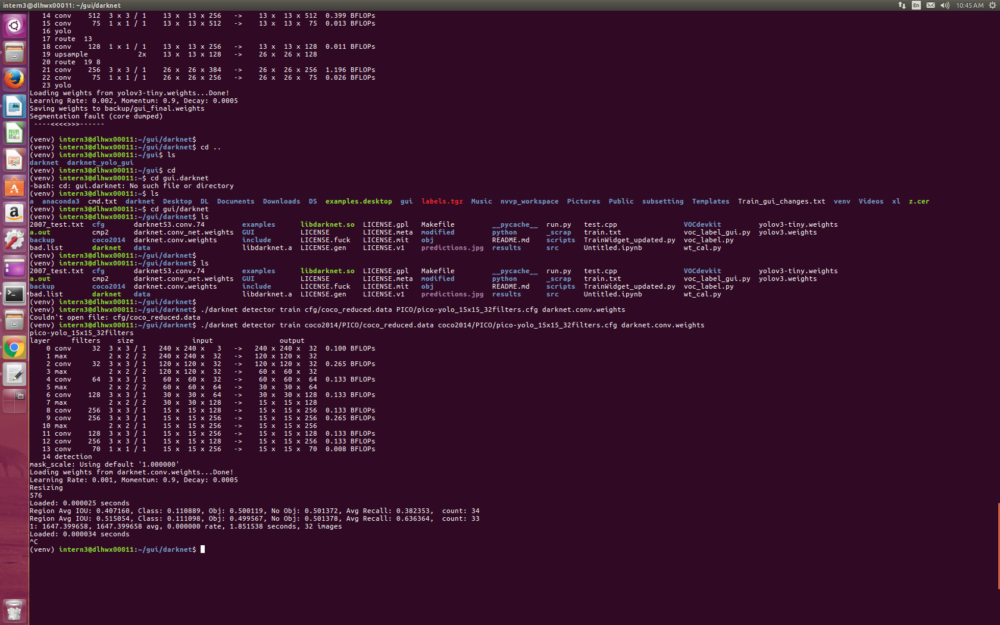 intern3@dlhwx00011: ~/gui/darknet
En
10:45 AM
14 conv    512  3 x 3 / 1    13 x  13 x 256   ->    13 x  13 x 512  0.399 BFLOPs
15 conv     75  1 x 1 / 1    13 x  13 x 512   ->    13 x  13 x  75  0.013 BFLOPs
16 yolo
17 route  13
18 conv    128  1 x 1 / 1    13 x  13 x 256   ->    13 x  13 x 128  0.011 BFLOPs
19 upsample            2x    13 x  13 x 128   ->    26 x  26 x 128
20 route  19 8
21 conv    256  3 x 3 / 1    26 x  26 x 384   ->    26 x  26 x 256  1.196 BFLOPs
22 conv     75  1 x 1 / 1    26 x  26 x 256   ->    26 x  26 x  75  0.026 BFLOPs
23 yolo
Loading weights from yolov3-tiny.weights...Done!
Learning Rate: 0.002, Momentum: 0.9, Decay: 0.0005
Saving weights to backup/gui_final.weights
Segmentation fault (core dumped)
----<<<<>>>------
(venv) intern3@dlhwx00011:~/gui/darknet$
(venv) intern3@dlhwx00011:~/gui/darknet$ cd ..
(venv) intern3@dlhwx00011:~/gui$ ls
darknet  darknet_yolo_gui
(venv) intern3@dlhwx00011:~/gui$ cd
(venv) intern3@dlhwx00011:~$ cd gui.darknet
-bash: cd: gui.darknet: No such file or directory
(venv) intern3@dlhwx00011:~$ ls
a  anaconda3  cmd.txt  darknet  Desktop  DL  Documents  Downloads  DS  examples.desktop  gui  labels.tgz  Music  nvvp_workspace  Pictures  Public  subsetting  Templates  Train_gui_changes.txt  venv  Videos  xl  z.cer
(venv) intern3@dlhwx00011:~$ cd gui/darknet
(venv) intern3@dlhwx00011:~/gui/darknet$ ls
2007_test.txt  cfg       darknet53.conv.74         examples      libdarknet.so  LICENSE.gpl   Makefile         __pycache__  run.py   test.cpp               VOCdevkit         yolov3-tiny.weights
a.out          cmp2      darknet.conv_net.weights  GUI           LICENSE        LICENSE.meta  modified         python       _scrap   train.txt              voc_label_gui.py  yolov3.weights
backup         coco2014  darknet.conv.weights      include       LICENSE.fuck   LICENSE.mit   obj              README.md    scripts  TrainWidget_updated.py  voc_label.py
bad.list       darknet   data                      libdarknet.a  LICENSE.gen    LICENSE.v1    predictions.jpg  results      src      Untitled.ipynb         wt_cal.py
(venv) intern3@dlhwx00011:~/gui/darknet$
(venv) intern3@dlhwx00011:~/gui/darknet$ ls
2007_test.txt  cfg       darknet53.conv.74         examples      libdarknet.so  LICENSE.gpl   Makefile         __pycache__  run.py   test.cpp               VOCdevkit         yolov3-tiny.weights
a.out          cmp2      darknet.conv_net.weights  GUI           LICENSE        LICENSE.meta  modified         python       _scrap   train.txt              voc_label_gui.py  yolov3.weights
backup         coco2014  darknet.conv.weights      include       LICENSE.fuck   LICENSE.mit   obj              README.md    scripts  TrainWidget_updated.py  voc_label.py
bad.list       darknet   data                      libdarknet.a  LICENSE.gen    LICENSE.v1    predictions.jpg  results      src      Untitled.ipynb         wt_cal.py
(venv) intern3@dlhwx00011:~/gui/darknet$
(venv) intern3@dlhwx00011:~/gui/darknet$ ./darknet detector train cfg/coco_reduced.data PICO/pico-yolo_15x15_32filters.cfg darknet.conv.weights
Couldn't open file: cfg/coco_reduced.data
(venv) intern3@dlhwx00011:~/gui/darknet$ ./darknet detector train coco2014/PICO/coco_reduced.data coco2014/PICO/pico-yolo_15x15_32filters.cfg darknet.conv.weights
pico-yolo_15x15_32filters
layer     filters    size              input                output
0 conv     32  3 x 3 / 1   240 x 240 x   3   ->   240 x 240 x  32  0.100 BFLOPs
1 max          2 x 2 / 2   240 x 240 x  32   ->   120 x 120 x  32
2 conv     32  3 x 3 / 1   120 x 120 x  32   ->   120 x 120 x  32  0.265 BFLOPs
3 max          2 x 2 / 2   120 x 120 x  32   ->    60 x  60 x  32
4 conv     64  3 x 3 / 1    60 x  60 x  32   ->    60 x  60 x  64  0.133 BFLOPs
5 max          2 x 2 / 2    60 x  60 x  64   ->    30 x  30 x  64
6 conv    128  3 x 3 / 1    30 x  30 x  64   ->    30 x  30 x 128  0.133 BFLOPs
7 max          2 x 2 / 2    30 x  30 x 128   ->    15 x  15 x 128
8 conv    256  3 x 3 / 1    15 x  15 x 128   ->    15 x  15 x 256  0.133 BFLOPs
9 conv    256  3 x 3 / 1    15 x  15 x 256   ->    15 x  15 x 256  0.265 BFLOPs
10 max          2 x 2 / 1    15 x  15 x 256   ->    15 x  15 x 256
11 conv    128  3 x 3 / 1    15 x  15 x 256   ->    15 x  15 x 128  0.133 BFLOPs
12 conv    256  3 x 3 / 1    15 x  15 x 128   ->    15 x  15 x 256  0.133 BFLOPs
13 conv     70  1 x 1 / 1    15 x  15 x 256   ->    15 x  15 x  70  0.008 BFLOPs
14 detection
mask_scale: Using default '1.000000'
Loading weights from darknet.conv.weights...Done!
Learning Rate: 0.001, Momentum: 0.9, Decay: 0.0005
Resizing
576
Loaded: 0.000025 seconds
Region Avg IOU: 0.407160, Class: 0.110889, Obj: 0.500119, No Obj: 0.501372, Avg Recall: 0.382353,  count: 34
Region Avg IOU: 0.515054, Class: 0.111098, Obj: 0.499567, No Obj: 0.501378, Avg Recall: 0.636364,  count: 33
1: 1647.399658, 1647.399658 avg, 0.000000 rate, 1.851538 seconds, 32 images
Loaded: 0.000034 seconds
^C
(venv) intern3@dlhwx00011:~/gui/darknet$